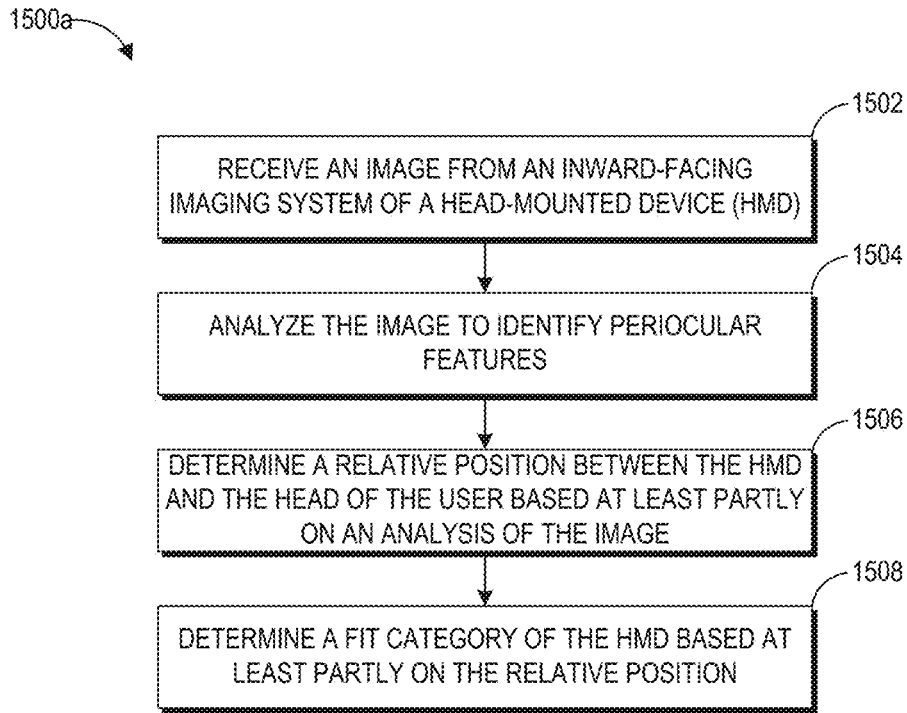 1500a
1502
RECEIVE AN IMAGE FROM AN INWARD-FACING
IMAGING SYSTEM OF A HEAD-MOUNTED DEVICE (HMD)
1504
ANALYZE THE IMAGE TO IDENTIFY PERIOCULAR
FEATURES
1506
DETERMINE A RELATIVE POSITION BETWEEN THE HMD
AND THE HEAD OF THE USER BASED AT LEAST PARTLY
ON AN ANALYSIS OF THE IMAGE
1508
DETERMINE A FIT CATEGORY OF THE HMD BASED AT
LEAST PARTLY ON THE RELATIVE POSITION